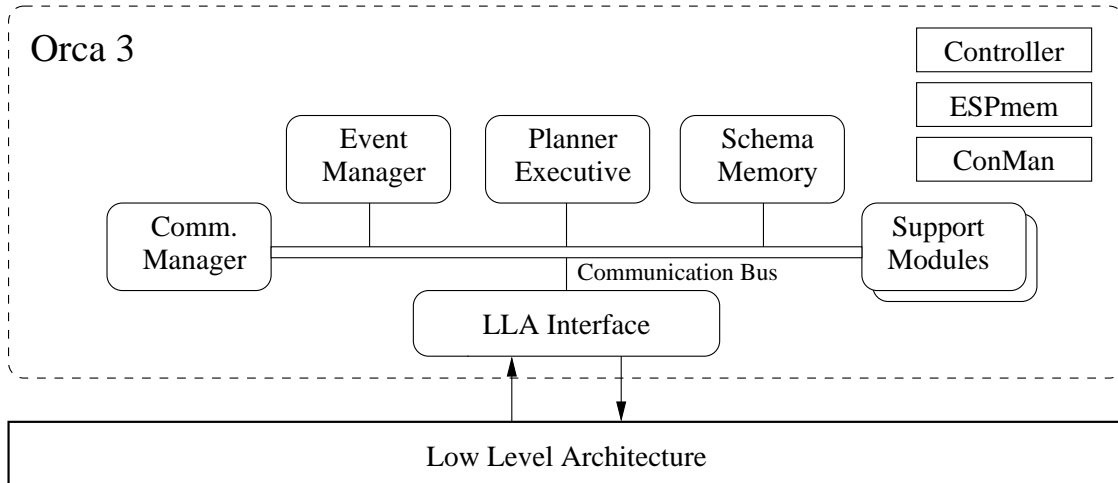 Orca 3
Controller
ESPmem
ConMan
Event
Manager
Planner
Executive
Schema
Memory
Comm.
Manager
Support
Modules
Communication Bus
LLA Interface
Low Level Architecture